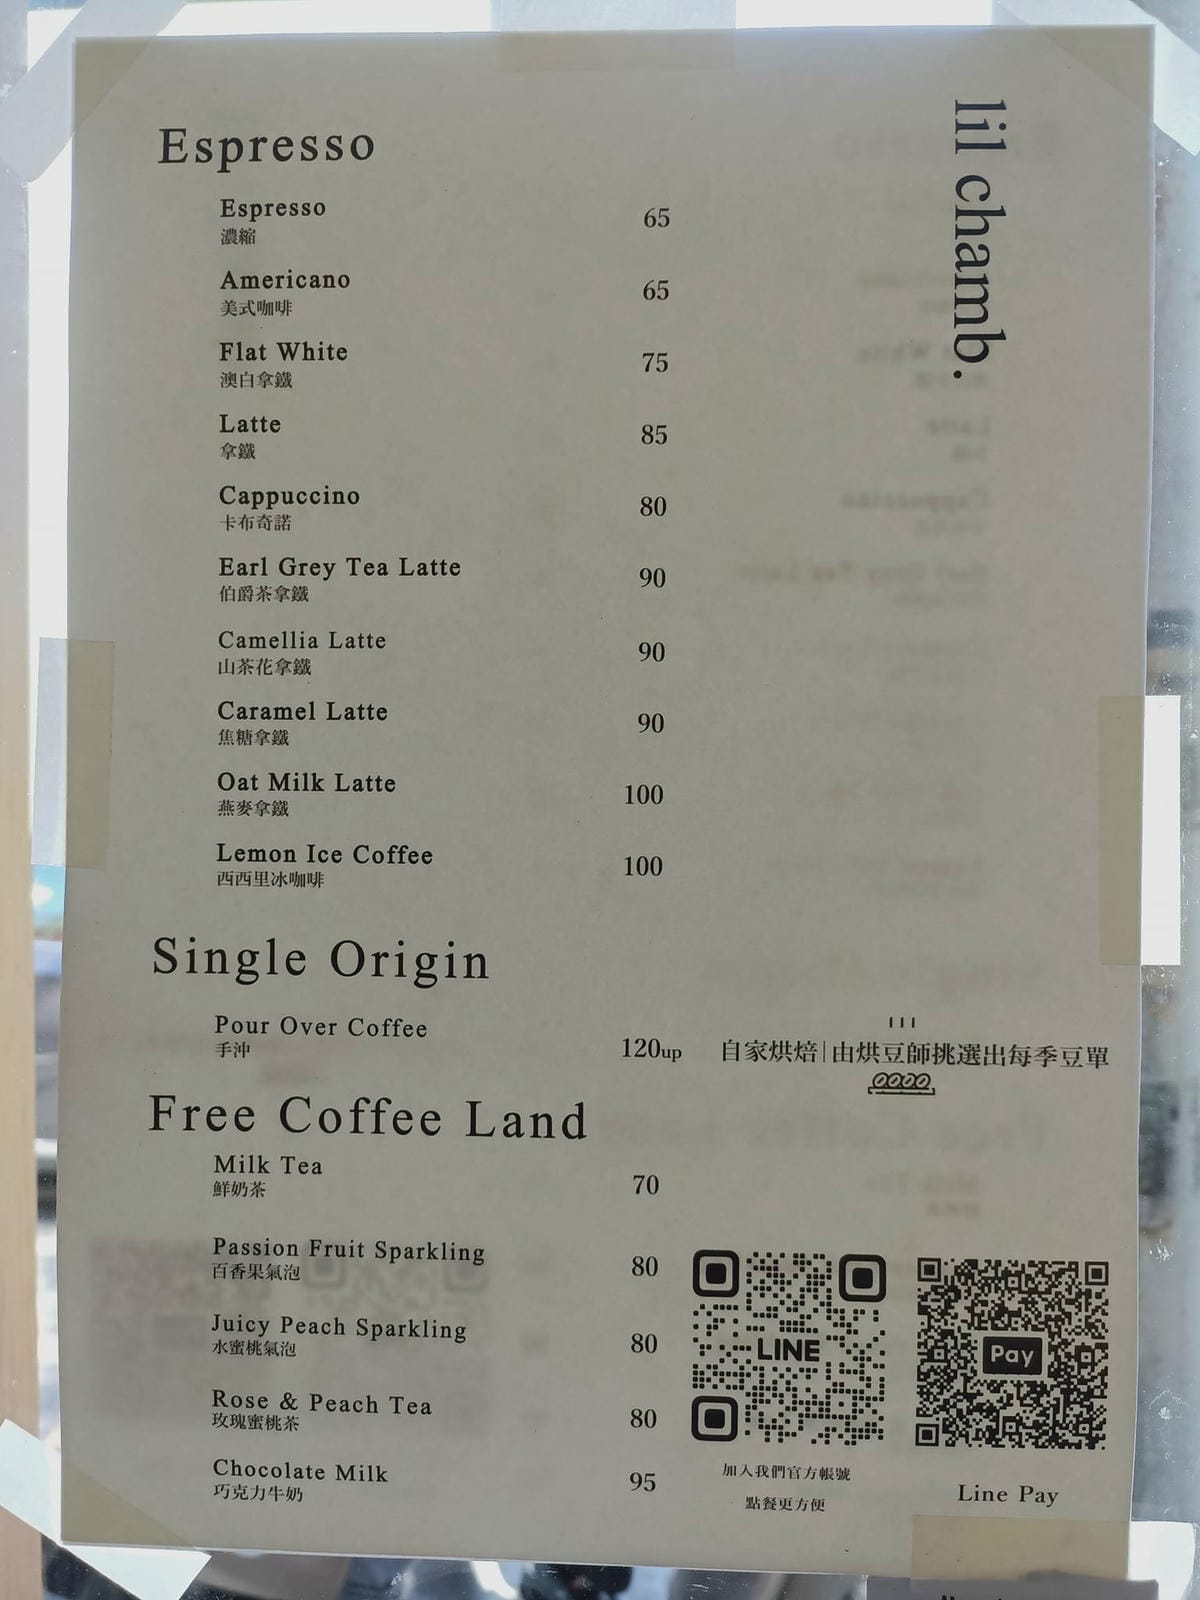 lil chamb.
Espresso
Espresso 65
濃縮
Americano 65
美式咖啡
Flat White 75
澳白拿鐵
Latte 85
拿鐵
Cappuccino 80
卡布奇諾
Earl Grey Tea Latte 90
伯爵茶拿鐵
Camellia Latte 90
山茶花拿鐵
Caramel Latte 90
焦糖拿鐵
Oat Milk Latte 100
燕麥拿鐵
Lemon Ice Coffee 100
西西里冰咖啡
Single Origin
Pour Over Coffee 120up
手沖
自家烘焙|由烘豆師挑選出每季豆單
Free Coffee Land
Milk Tea 70
鮮奶茶
Passion Fruit Sparkling 80
百香果氣泡
Juicy Peach Sparkling 80
水蜜桃氣泡
Rose & Peach Tea 80
玫瑰蜜桃茶
Chocolate Milk 95
巧克力牛奶
LINE
加入我們官方帳號
點餐更方便
Pay
Line Pay